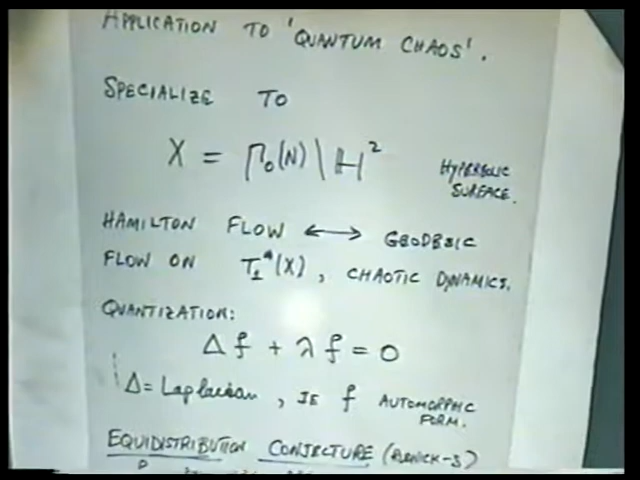 APPLICATION TO 'QUANTUM CHAOS'.
SPECIALIZE TO
X = Γ₀(N) \ H²
HYPERBOLIC
SURFACE.
HAMILTON FLOW ↔ GEODESIC
FLOW ON T₁*(X), CHAOTIC DYNAMICS.
QUANTIZATION:
Δf + λf = 0
Δ = Laplacian, IE f AUTOMORPHIC
FORM.
EQUIDISTRIBUTION CONJECTURE (RUDNICK-S)